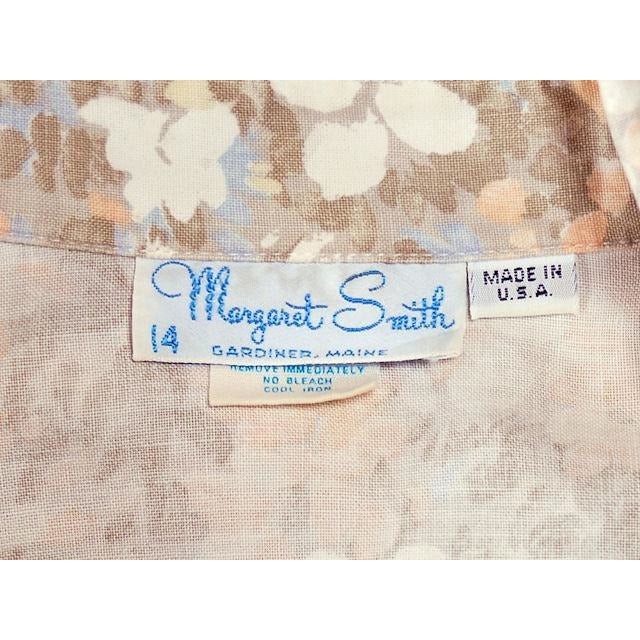 Margaret Smith
14
GARDINER, MAINE
MADE IN
U.S.A.
REMOVE IMMEDIATELY
NO BLEACH
COOL IRON